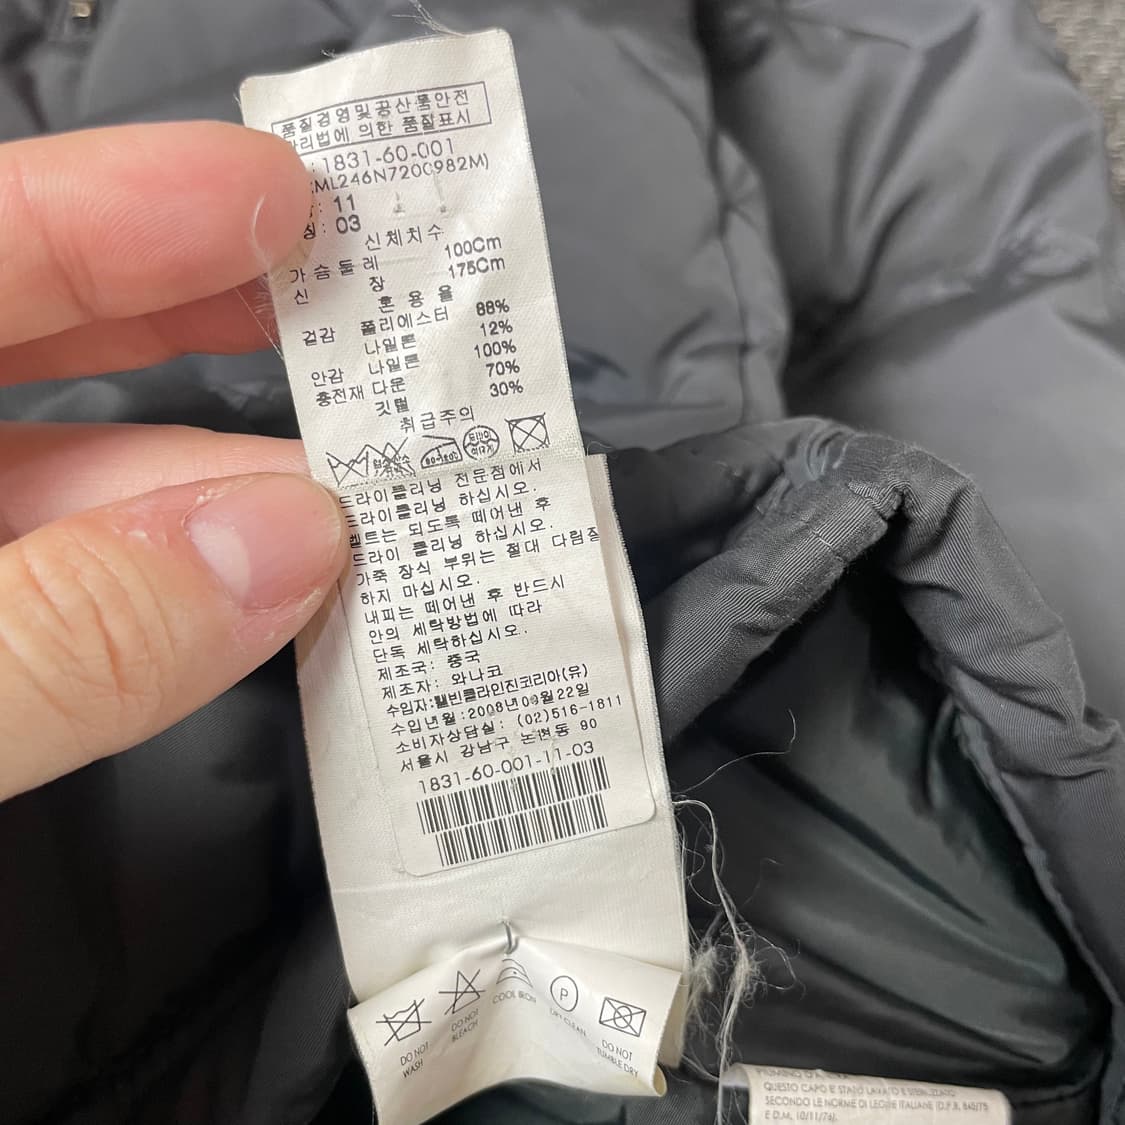 품질경영및공산품안전
관리법에 의한 품질표시
: 1831-60-001
(ML246N7200982M)
: 11
: 03
신체치수
가슴둘레 100Cm
신 장 175Cm
혼 용 율
겉감 폴리에스터 88%
나일론 12%
안감 나일론 100%
충전재 다운 70%
깃털 30%
취급주의
드라이클리닝 전문점에서
드라이클리닝 하십시오.
벨트는 되도록 떼어낸 후
드라이 클리닝 하십시오.
가죽 장식 부위는 절대 다림질
하지 마십시오.
내피는 떼어낸 후 반드시
안의 세탁방법에 따라
단독 세탁하십시오.
제조국: 중국
제조자: 와나코
수입자:캘빈클라인진코리아(유)
수입년월:2008년09월22일
소비자상담실: (02)516-1811
서울시 강남구 논현동 90
1831-60-001-11-03
DO NOT
WASH
DO NOT
BLEACH
COOL IRON
P
DRY CLEAN
DO NOT
TUMBLE DRY
QUESTO CAPO E STATO LAVATO E STERILIZZATO
SECONDO LE NORME DI LEGGE ITALIANE (D.P.R. 845/75
E D.M. (0/11/76).